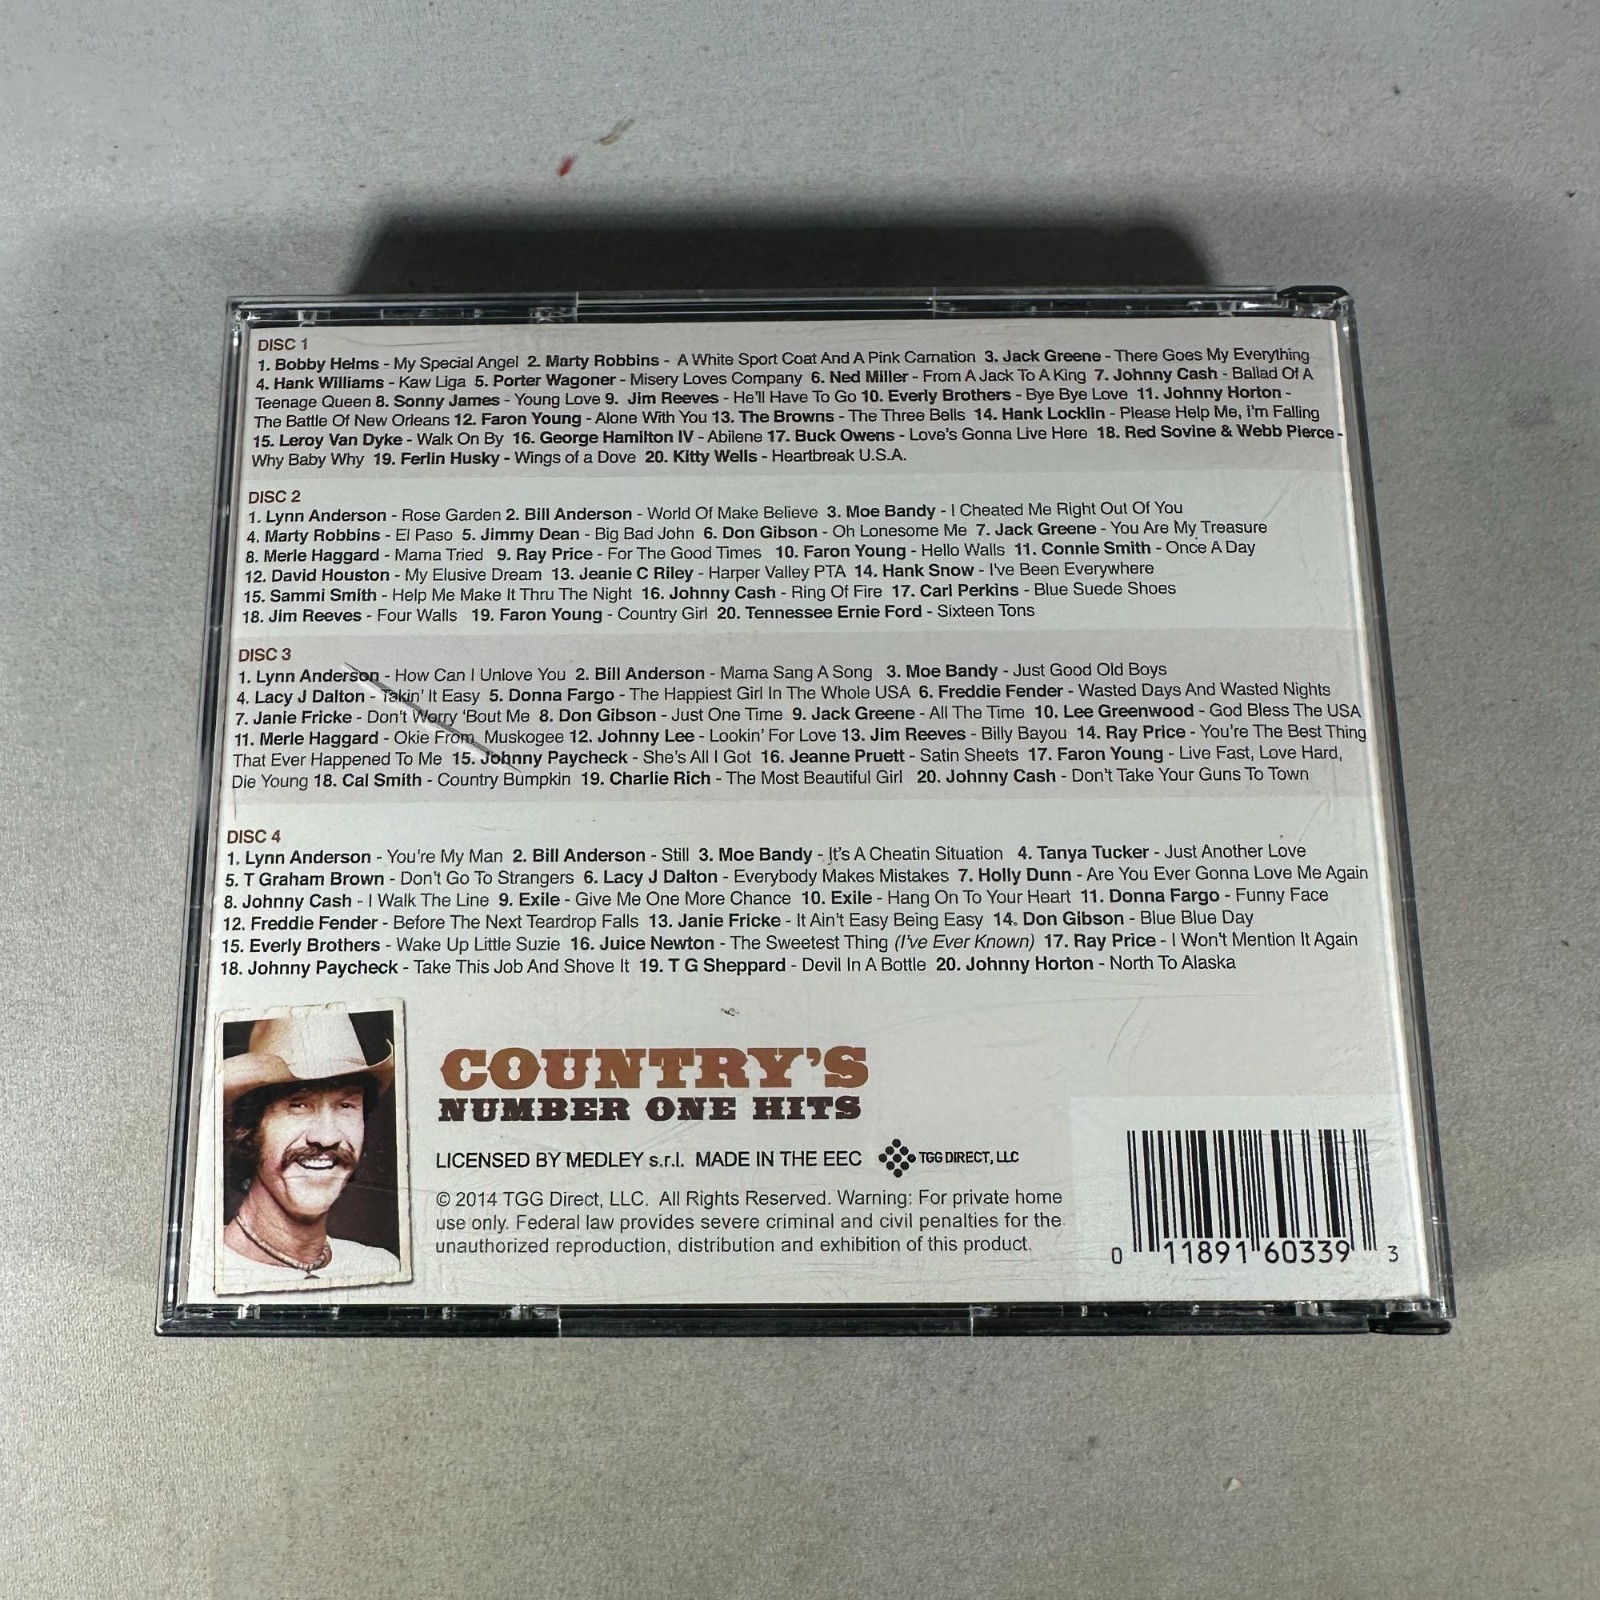 DISC 1
1. Bobby Helms - My Special Angel 2. Marty Robbins - A White Sport Coat And A Pink Carnation 3. Jack Greene - There Goes My Everything
4. Hank Williams - Kaw Liga 5. Porter Wagoner - Misery Loves Company 6. Ned Miller - From A Jack To A King 7. Johnny Cash - Ballad Of A
Teenage Queen 8. Sonny James - Young Love 9. Jim Reeves - He'll Have To Go 10. Everly Brothers - Bye Bye Love 11. Johnny Horton -
The Battle Of New Orleans 12. Faron Young - Alone With You 13. The Browns - The Three Bells 14. Hank Locklin - Please Help Me, I'm Falling
15. Leroy Van Dyke - Walk On By 16. George Hamilton IV - Abilene 17. Buck Owens - Love's Gonna Live Here 18. Red Sovine & Webb Pierce -
Why Baby Why 19. Ferlin Husky - Wings of a Dove 20. Kitty Wells - Heartbreak U.S.A.
DISC 2
1. Lynn Anderson - Rose Garden 2. Bill Anderson - World Of Make Believe 3. Moe Bandy - I Cheated Me Right Out Of You
4. Marty Robbins - El Paso 5. Jimmy Dean - Big Bad John 6. Don Gibson - Oh Lonesome Me 7. Jack Greene - You Are My Treasure
8. Merle Haggard - Mama Tried 9. Ray Price - For The Good Times 10. Faron Young - Hello Walls 11. Connie Smith - Once A Day
12. David Houston - My Elusive Dream 13. Jeanie C Riley - Harper Valley PTA 14. Hank Snow - I've Been Everywhere
15. Sammi Smith - Help Me Make It Thru The Night 16. Johnny Cash - Ring Of Fire 17. Carl Perkins - Blue Suede Shoes
18. Jim Reeves - Four Walls 19. Faron Young - Country Girl 20. Tennessee Ernie Ford - Sixteen Tons
DISC 3
1. Lynn Anderson - How Can I Unlove You 2. Bill Anderson - Mama Sang A Song 3. Moe Bandy - Just Good Old Boys
4. Lacy J Dalton - Takin' It Easy 5. Donna Fargo - The Happiest Girl In The Whole USA 6. Freddie Fender - Wasted Days And Wasted Nights
7. Janie Fricke - Don't Worry 'Bout Me 8. Don Gibson - Just One Time 9. Jack Greene - All The Time 10. Lee Greenwood - God Bless The USA
11. Merle Haggard - Okie From Muskogee 12. Johnny Lee - Lookin' For Love 13. Jim Reeves - Billy Bayou 14. Ray Price - You're The Best Thing
That Ever Happened To Me 15. Johnny Paycheck - She's All I Got 16. Jeanne Pruett - Satin Sheets 17. Faron Young - Live Fast, Love Hard,
Die Young 18. Cal Smith - Country Bumpkin 19. Charlie Rich - The Most Beautiful Girl 20. Johnny Cash - Don't Take Your Guns To Town
DISC 4
1. Lynn Anderson - You're My Man 2. Bill Anderson - Still 3. Moe Bandy - It's A Cheatin Situation 4. Tanya Tucker - Just Another Love
5. T Graham Brown - Don't Go To Strangers 6. Lacy J Dalton - Everybody Makes Mistakes 7. Holly Dunn - Are You Ever Gonna Love Me Again
8. Johnny Cash - I Walk The Line 9. Exile - Give Me One More Chance 10. Exile - Hang On To Your Heart 11. Donna Fargo - Funny Face
12. Freddie Fender - Before The Next Teardrop Falls 13. Janie Fricke - It Ain't Easy Being Easy 14. Don Gibson - Blue Blue Day
15. Everly Brothers - Wake Up Little Suzie 16. Juice Newton - The Sweetest Thing (I've Ever Known) 17. Ray Price - I Won't Mention It Again
18. Johnny Paycheck - Take This Job And Shove It 19. T G Sheppard - Devil In A Bottle 20. Johnny Horton - North To Alaska
COUNTRY'S
NUMBER ONE HITS
LICENSED BY MEDLEY s.r.l. MADE IN THE EEC TGG DIRECT, LLC
© 2014 TGG Direct, LLC. All Rights Reserved. Warning: For private home
use only. Federal law provides severe criminal and civil penalties for the
unauthorized reproduction, distribution and exhibition of this product.
0 11891 60339 3